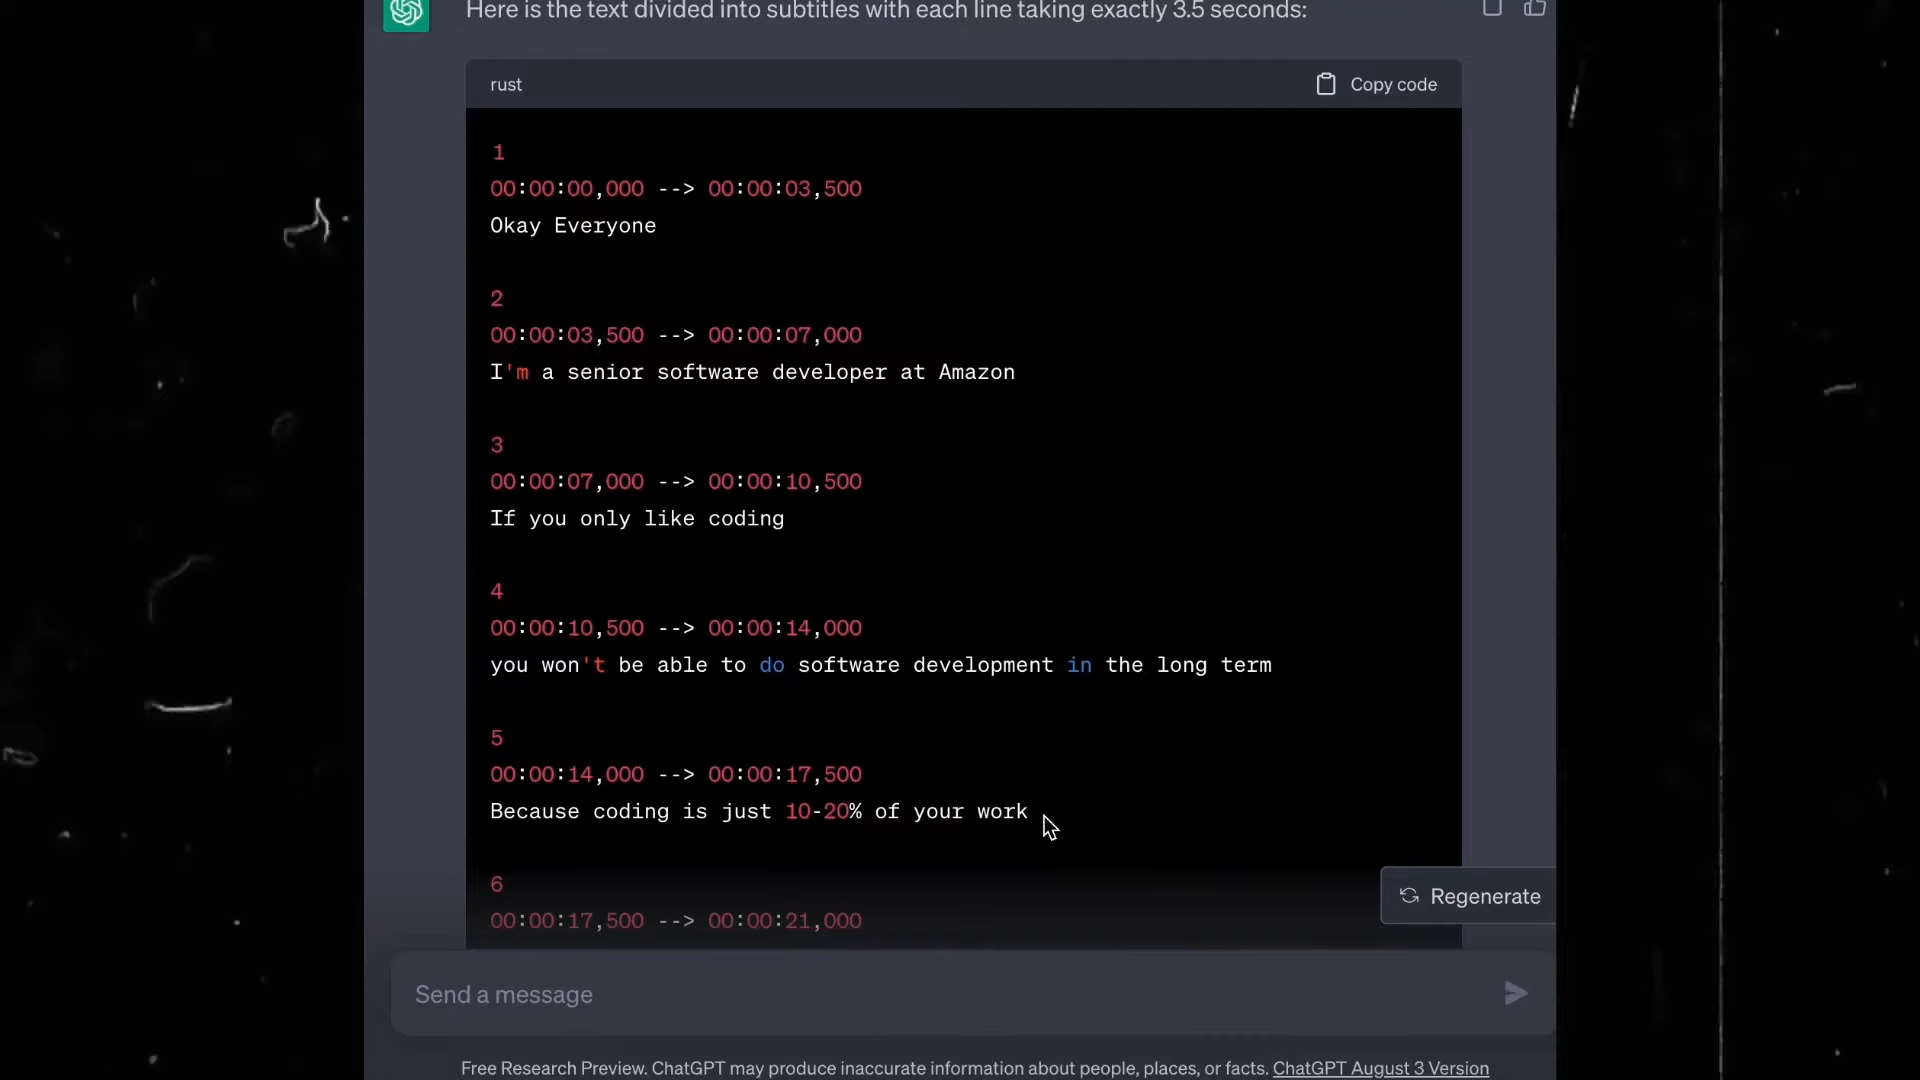 Here is the text divided into subtitles with each line taking exactly 3.5 seconds:
rust
Copy code
1
00:00:00,000 --> 00:00:03,500
Okay Everyone
2
00:00:03,500 --> 00:00:07,000
I'm a senior software developer at Amazon
3
00:00:07,000 --> 00:00:10,500
If you only like coding
4
00:00:10,500 --> 00:00:14,000
you won't be able to do software development in the long term
5
00:00:14,000 --> 00:00:17,500
Because coding is just 10-20% of your work
6
00:00:17,500 --> 00:00:21,000
Regenerate
Send a message
Free Research Preview. ChatGPT may produce inaccurate information about people, places, or facts. ChatGPT August 3 Version